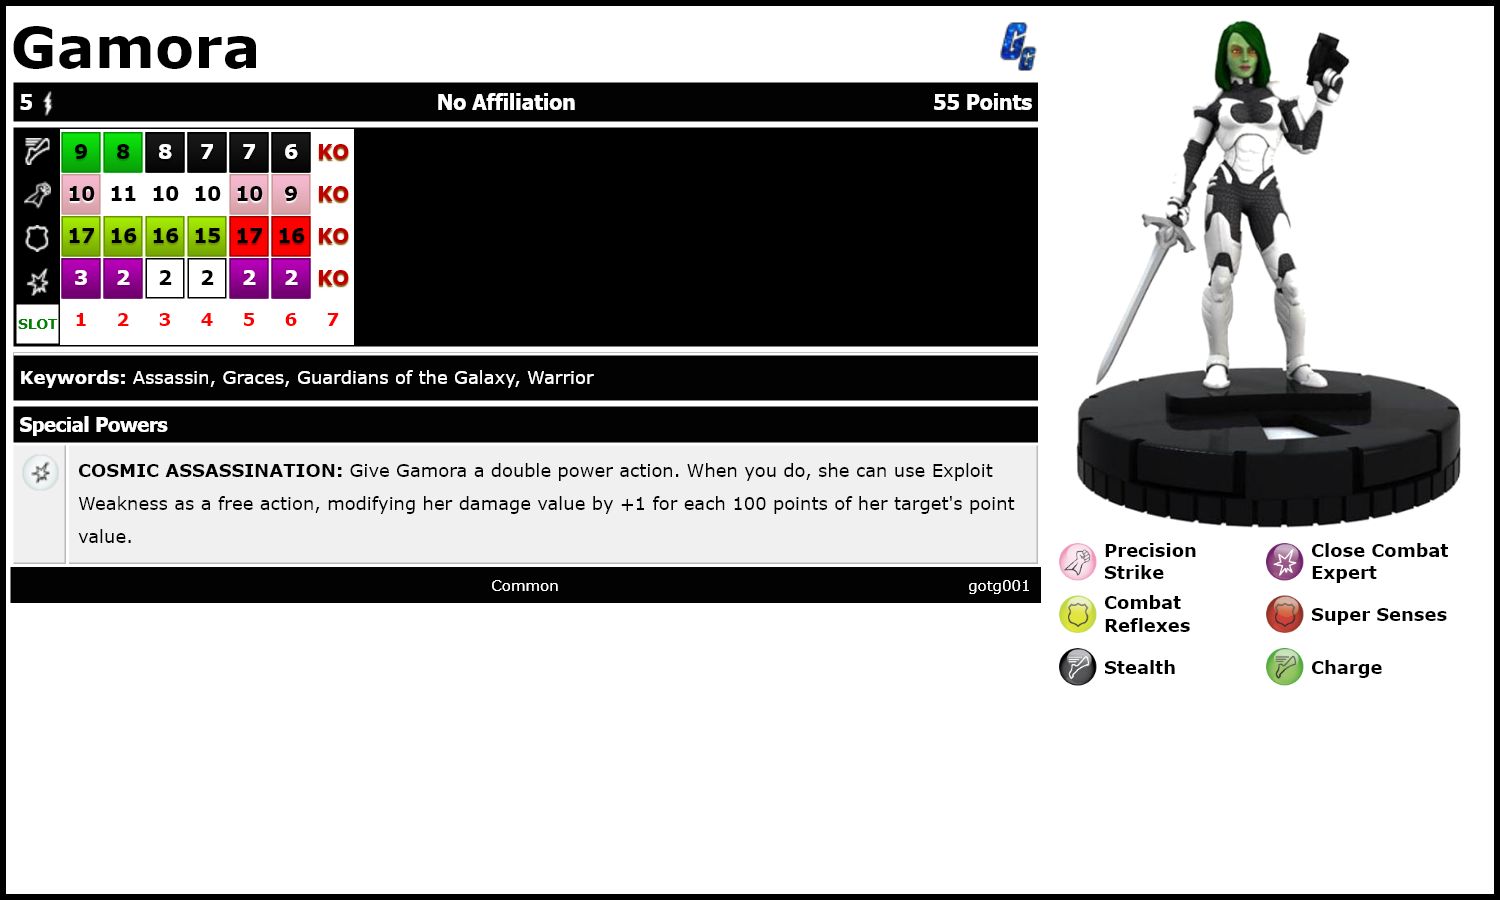 Gamora
GG
5 No Affiliation 55 Points
9 8 8 7 7 6 KO
10 11 10 10 10 9 KO
17 16 16 15 17 16 KO
3 2 2 2 2 2 KO
SLOT 1 2 3 4 5 6 7
Keywords: Assassin, Graces, Guardians of the Galaxy, Warrior
Special Powers
COSMIC ASSASSINATION: Give Gamora a double power action. When you do, she can use Exploit
Weakness as a free action, modifying her damage value by +1 for each 100 points of her target's point
value.
Common gotg001
Precision
Strike
Close Combat
Expert
Combat
Reflexes
Super Senses
Stealth
Charge